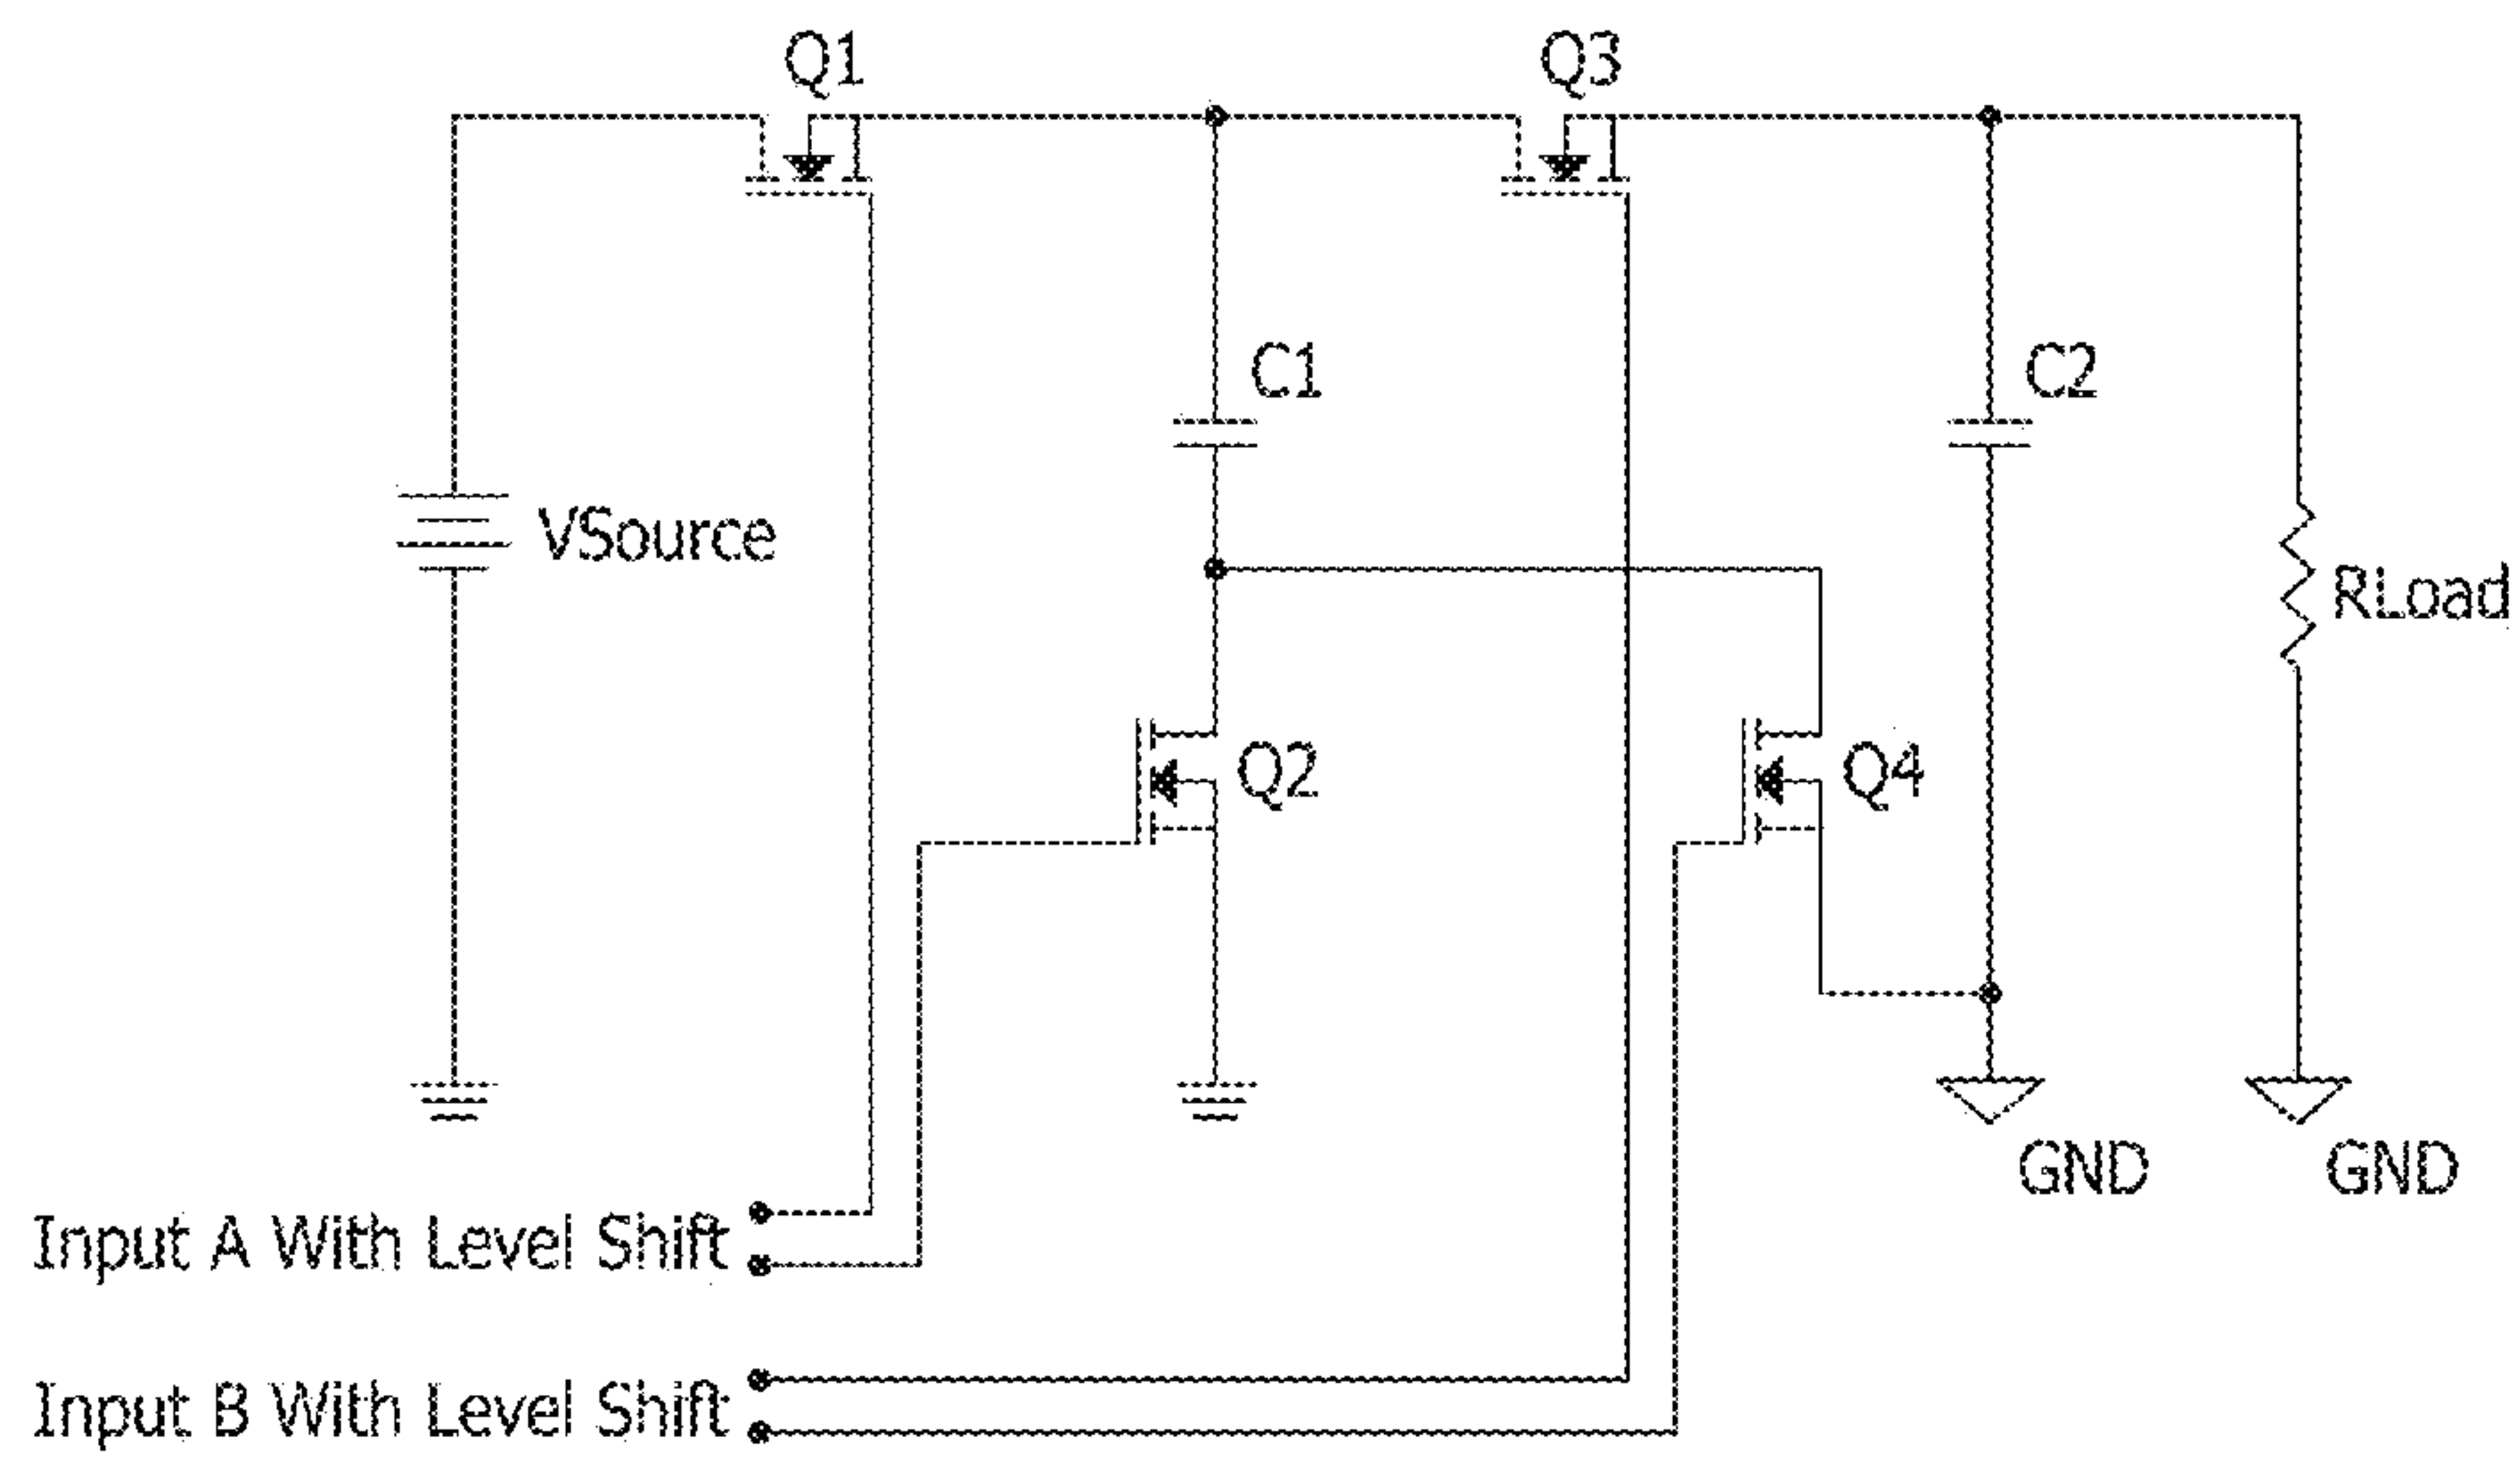 Q1
Q3
C1
C2
VSource
RLoad
Q2
Q4
GND
GND
Input A With Level Shift
Input B With Level Shift